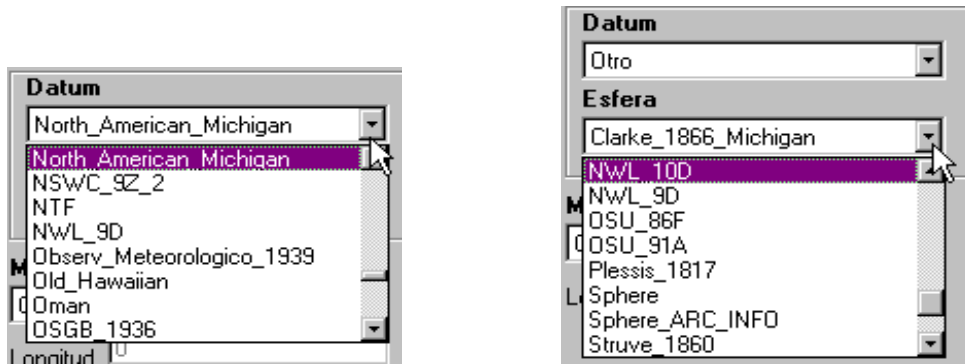 Datum
North_American_Michigan
North_American_Michigan
NSWC_9Z_2
NTF
NWL_9D
Observ_Meteorologico_1939
Old_Hawaiian
Oman
OSGB_1936
M
Longitud 0
Datum
Otro
Esfera
Clarke_1866_Michigan
NWL_10D
NWL_9D
OSU_86F
OSU_91A
Plessis_1817
Sphere
Sphere_ARC_INFO
Struve_1860
M